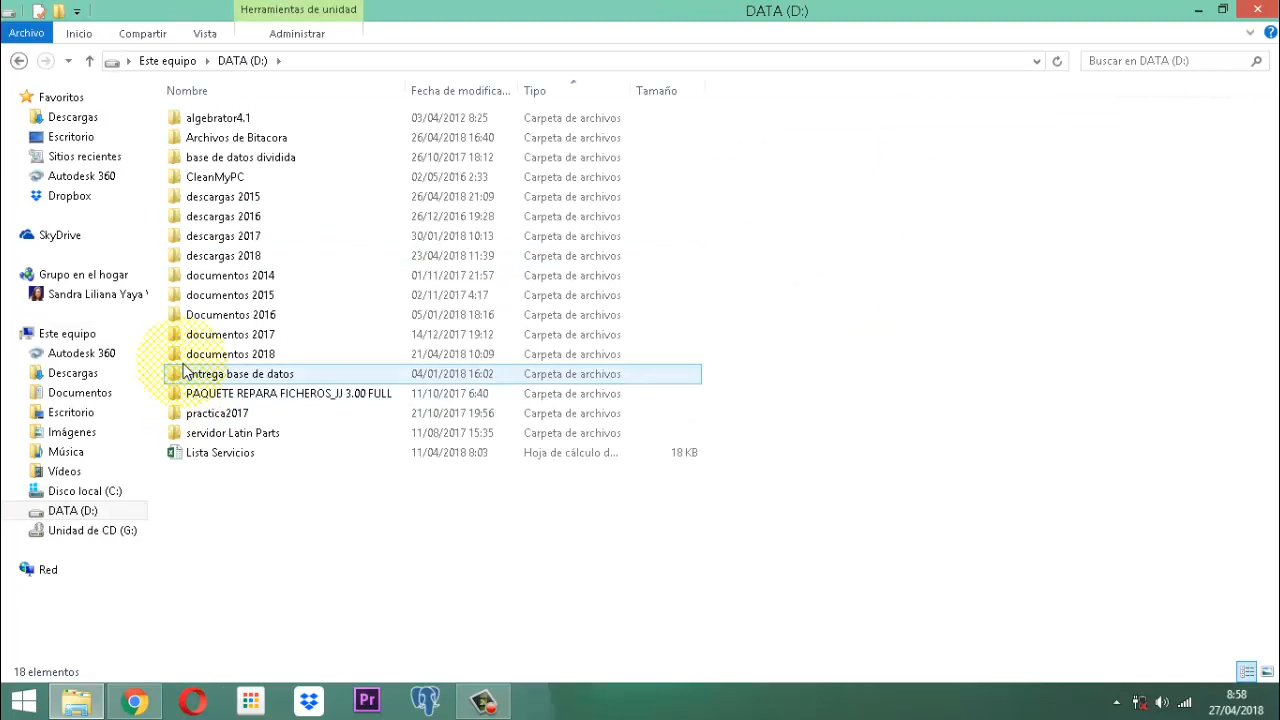 Herramientas de unidad
DATA (D:)
Archivo Inicio Compartir Vista Administrar
Este equipo DATA (D:)
Buscar en DATA (D:)
Nombre Fecha de modifica... Tipo Tamaño
Favoritos
Descargas
Escritorio
Sitios recientes
Autodesk 360
Dropbox
SkyDrive
Grupo en el hogar
Sandra Liliana Yaya
Este equipo
Autodesk 360
Descargas
Documentos
Escritorio
Imágenes
Música
Vídeos
Disco local (C:)
DATA (D:)
Unidad de CD (G:)
Red
algebrator4.1 03/04/2012 8:25 Carpeta de archivos
Archivos de Bitacora 26/04/2018 16:40 Carpeta de archivos
base de datos dividida 26/10/2017 18:12 Carpeta de archivos
CleanMyPC 02/05/2016 2:33 Carpeta de archivos
descargas 2015 26/04/2018 21:09 Carpeta de archivos
descargas 2016 26/12/2016 19:28 Carpeta de archivos
descargas 2017 30/01/2018 10:13 Carpeta de archivos
descargas 2018 23/04/2018 11:39 Carpeta de archivos
documentos 2014 01/11/2017 21:57 Carpeta de archivos
documentos 2015 02/11/2017 4:17 Carpeta de archivos
Documentos 2016 05/01/2018 18:16 Carpeta de archivos
documentos 2017 14/12/2017 19:12 Carpeta de archivos
documentos 2018 21/04/2018 10:09 Carpeta de archivos
entrega base de datos 04/01/2018 16:02 Carpeta de archivos
PAQUETE REPARA FICHEROS_JJ 3.00 FULL 11/10/2017 6:40 Carpeta de archivos
practica2017 21/10/2017 19:56 Carpeta de archivos
servidor Latin Parts 11/08/2017 15:35 Carpeta de archivos
Lista Servicios 11/04/2018 8:03 Hoja de cálculo d... 18 KB
18 elementos
Pr
8:58
27/04/2018